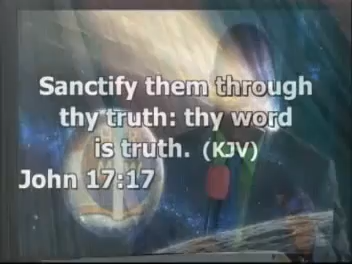 Sanctify them through
thy truth: thy word
is truth. (KJV)
John 17:17